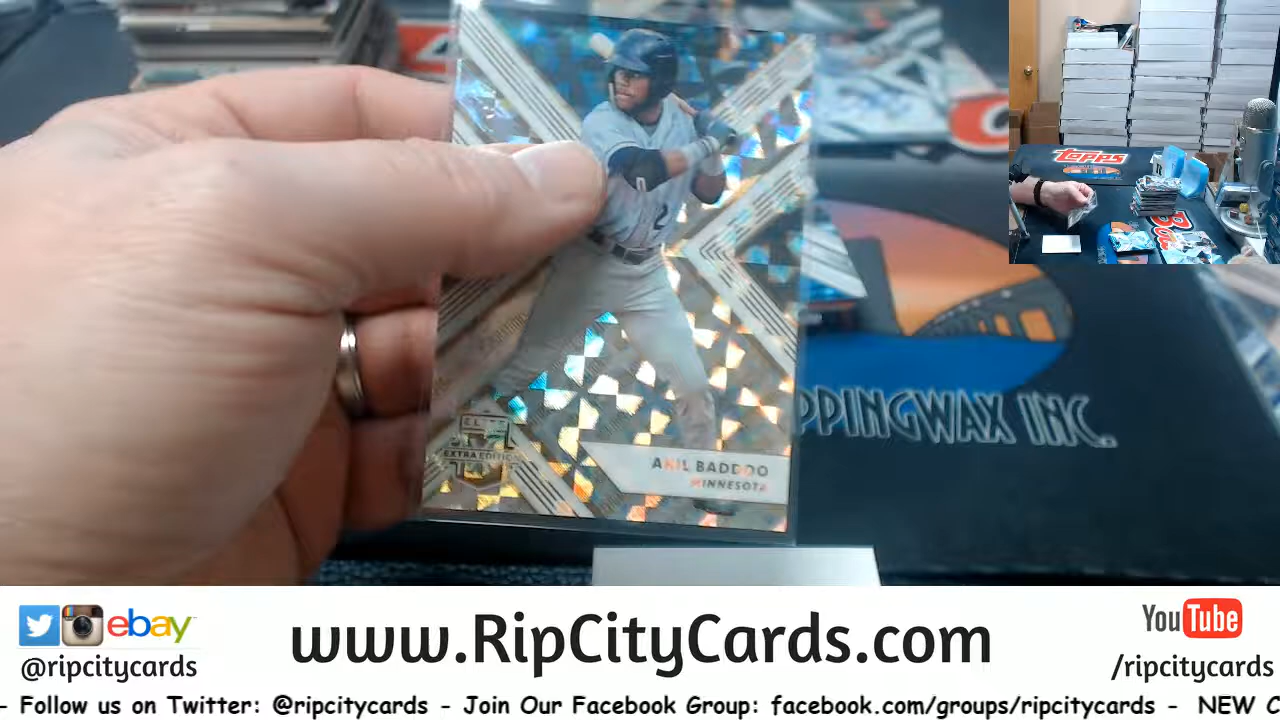 Topps
2
EXTRA EDITION
AKIL BADDOO
MINNESOTA
PPINGWAX INC.
ebay
@ripcitycards
www.RipCityCards.com
YouTube
/ripcitycards
- Follow us on Twitter: @ripcitycards - Join Our Facebook Group: facebook.com/groups/ripcitycards - NEW C